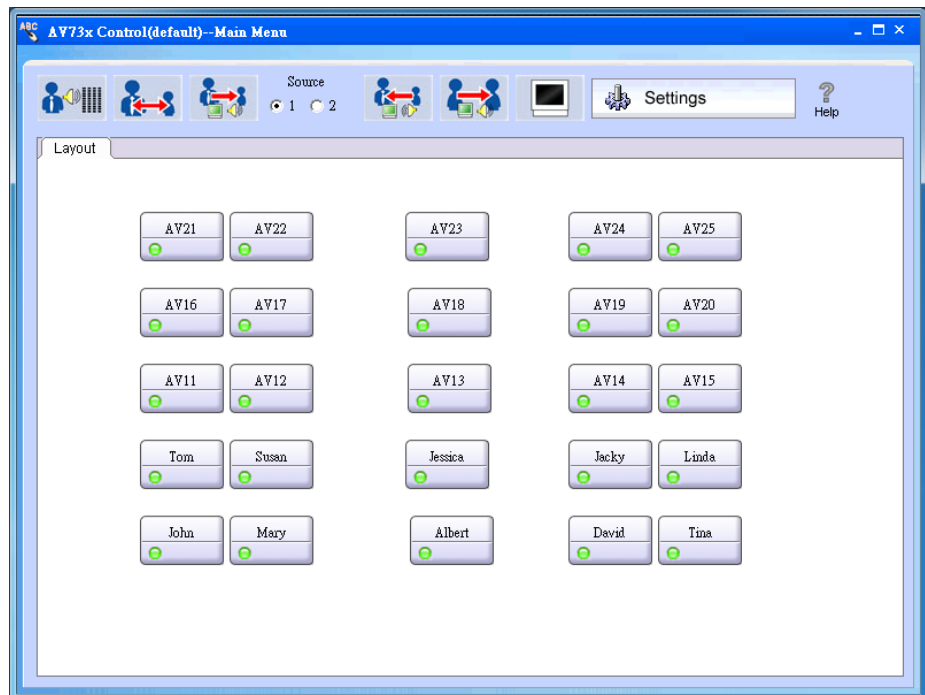 ABC
AV73x Control(default)--Main Menu
Source
1 2
Settings
?
Help
Layout
AV21 AV22 AV23 AV24 AV25
AV16 AV17 AV18 AV19 AV20
AV11 AV12 AV13 AV14 AV15
Tom Susan Jessica Jacky Linda
John Mary Albert David Tina